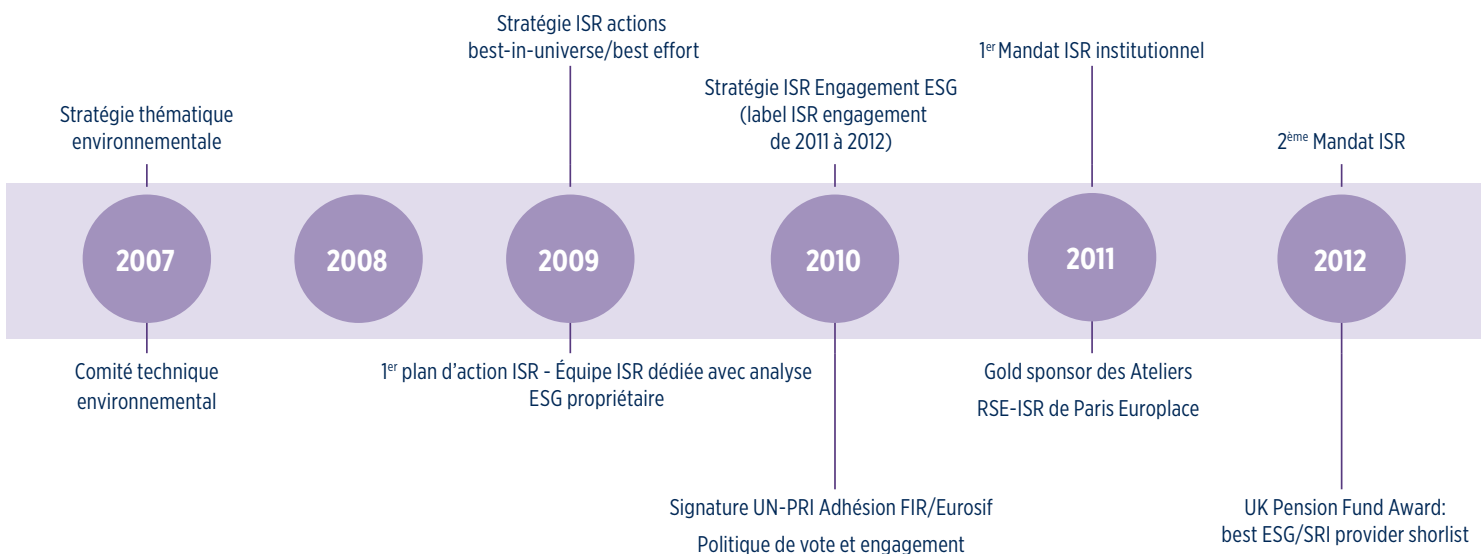 Stratégie ISR actions
best-in-universe/best effort
1er Mandat ISR institutionnel
Stratégie ISR Engagement ESG
(label ISR engagement
de 2011 à 2012)
Stratégie thématique
environnementale
2ème Mandat ISR
2007
2008
2009
2010
2011
2012
Comité technique
environnemental
1er plan d'action ISR - Équipe ISR dédiée avec analyse
ESG propriétaire
Gold sponsor des Ateliers
RSE-ISR de Paris Europlace
Signature UN-PRI Adhésion FIR/Eurosif
Politique de vote et engagement
UK Pension Fund Award:
best ESG/SRI provider shorlist